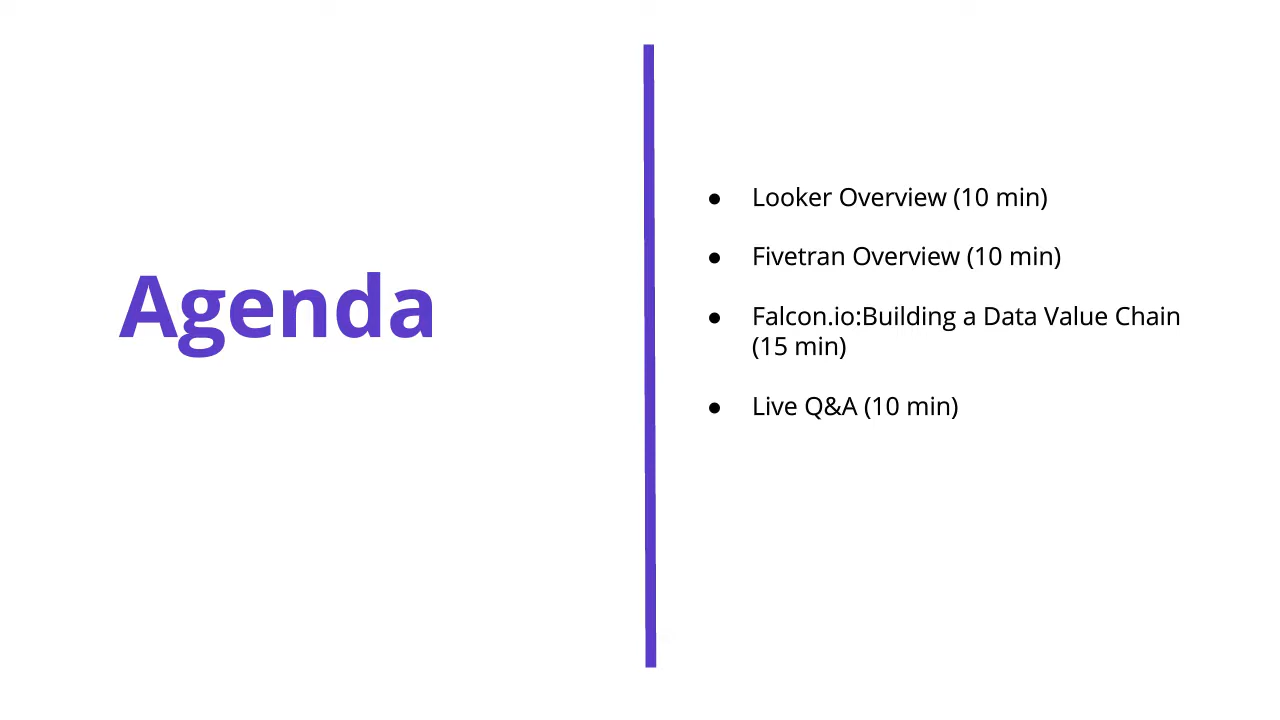 Agenda
● Looker Overview (10 min)
● Fivetran Overview (10 min)
● Falcon.io:Building a Data Value Chain
(15 min)
● Live Q&A (10 min)